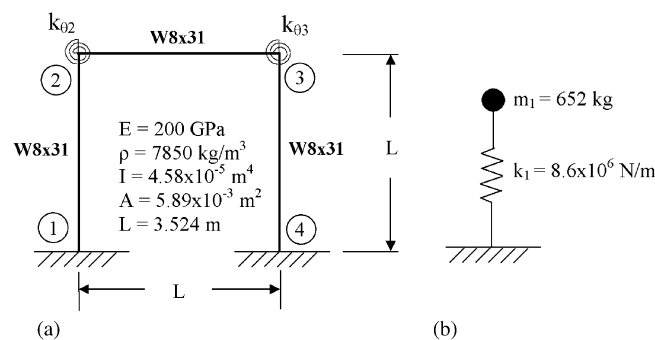 kθ2
W8x31
kθ3
2
3
W8x31
E = 200 GPa
ρ = 7850 kg/m³
I = 4.58x10⁻⁵ m⁴
A = 5.89x10⁻³ m²
L = 3.524 m
W8x31
L
1
4
L
(a)
m₁ = 652 kg
k₁ = 8.6x10⁶ N/m
(b)